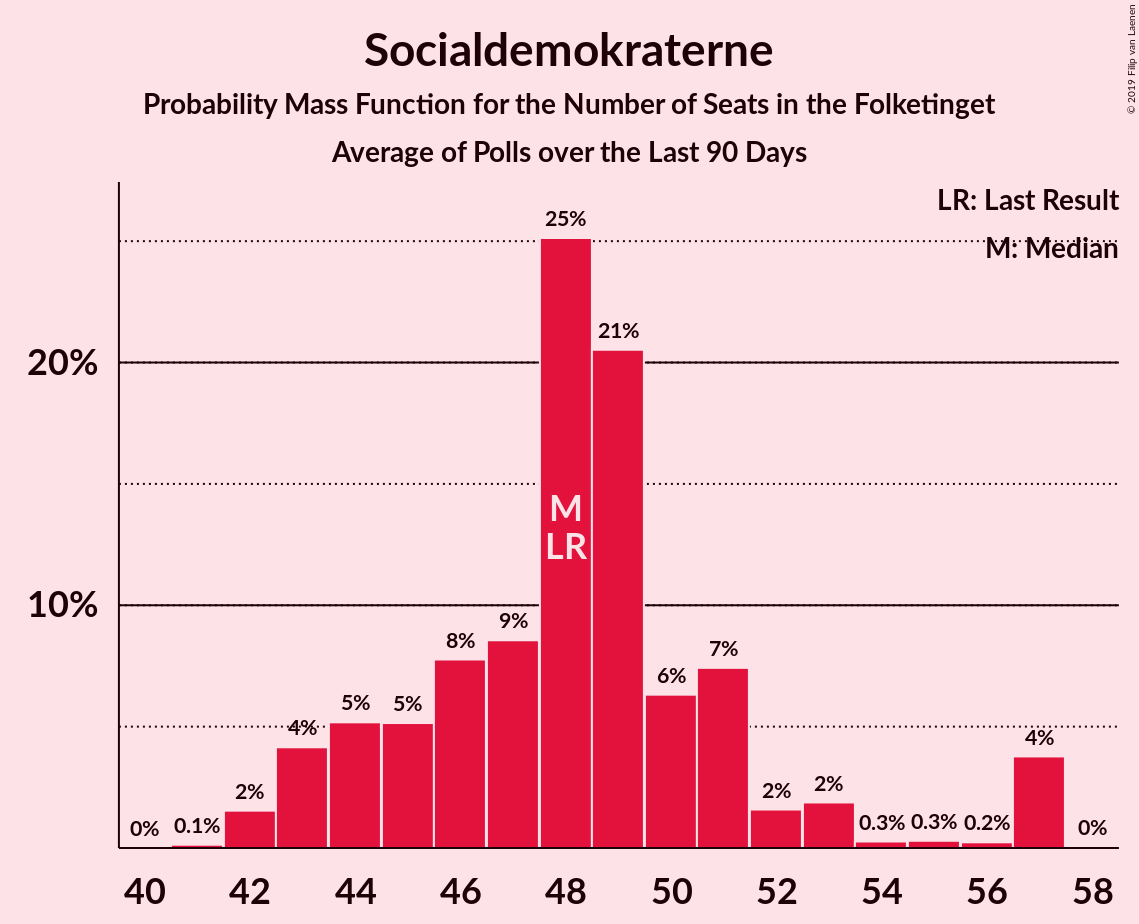 Socialdemokraterne
Probability Mass Function for the Number of Seats in the Folketinget
Average of Polls over the Last 90 Days
© 2019 Filip van Laenen
LR: Last Result
M: Median
20%
10%
0%
0.1%
2%
4%
5%
5%
8%
9%
25%
21%
6%
7%
2%
2%
0.3%
0.3%
0.2%
4%
0%
M
LR
40 42 44 46 48 50 52 54 56 58